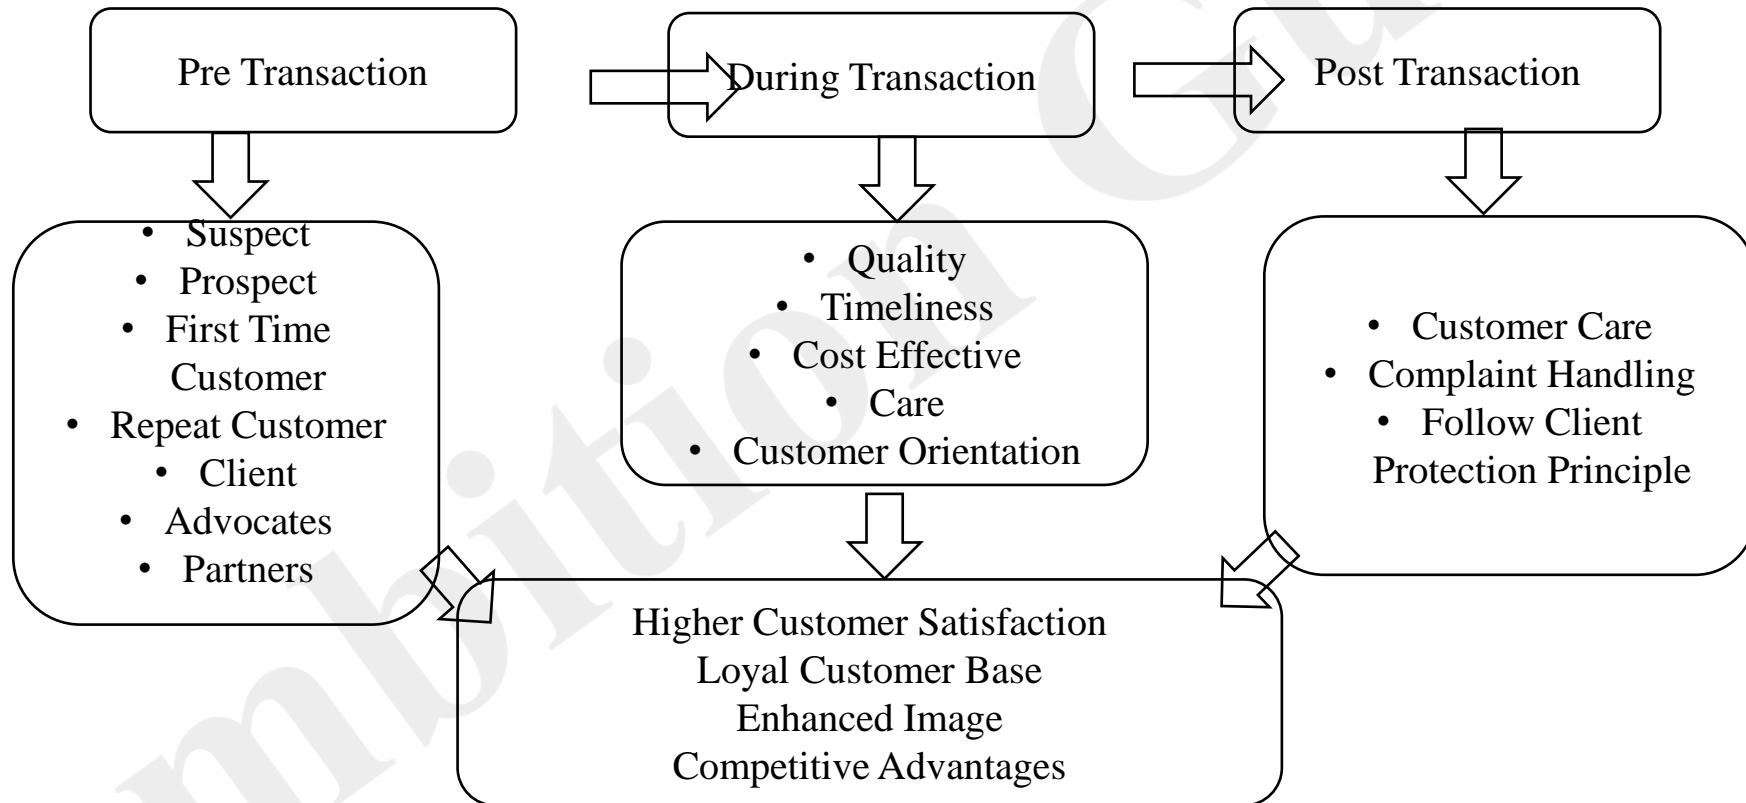 Pre Transaction
During Transaction
Post Transaction
• Suspect
• Prospect
• First Time
Customer
• Repeat Customer
• Client
• Advocates
• Partners
• Quality
• Timeliness
• Cost Effective
• Care
• Customer Orientation
• Customer Care
• Complaint Handling
• Follow Client
Protection Principle
Higher Customer Satisfaction
Loyal Customer Base
Enhanced Image
Competitive Advantages
mbition Gu